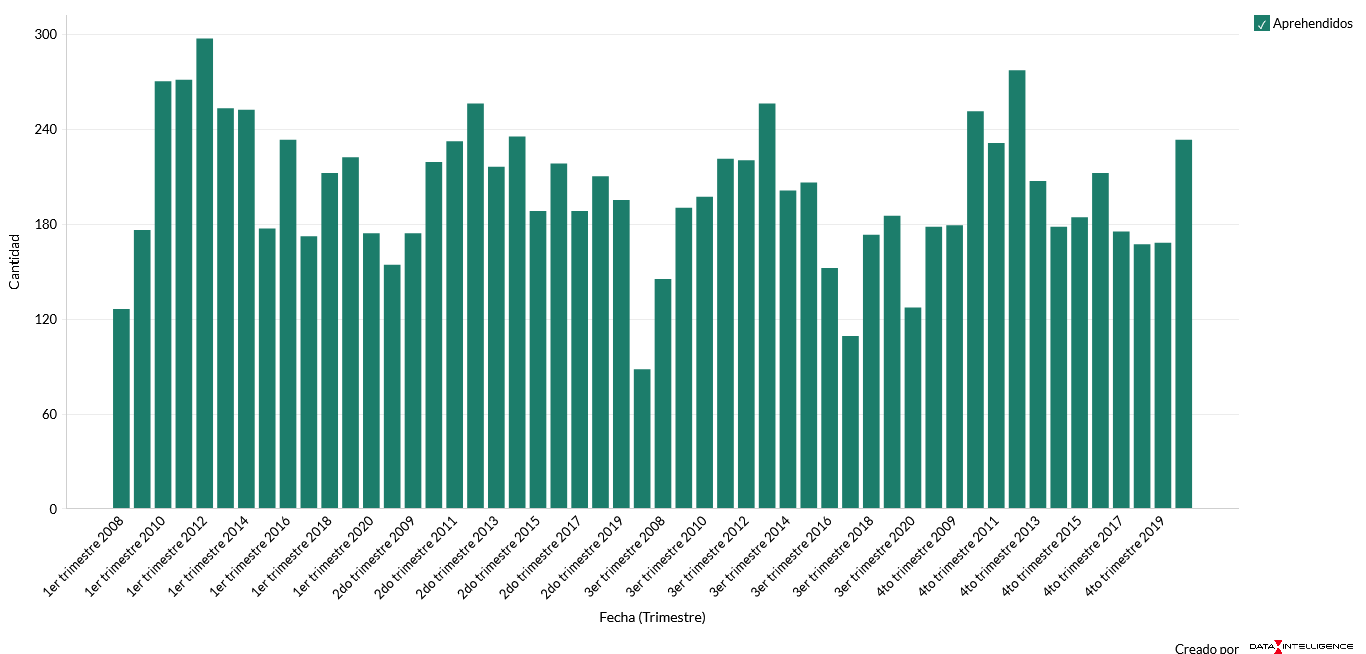 Aprehendidos
300
240
180
120
60
0
Cantidad
1er trimestre 2008
1er trimestre 2010
1er trimestre 2012
1er trimestre 2014
1er trimestre 2016
1er trimestre 2018
1er trimestre 2020
2do trimestre 2009
2do trimestre 2011
2do trimestre 2013
2do trimestre 2015
2do trimestre 2017
2do trimestre 2019
3er trimestre 2008
3er trimestre 2010
3er trimestre 2012
3er trimestre 2014
3er trimestre 2016
3er trimestre 2018
3er trimestre 2020
4to trimestre 2009
4to trimestre 2011
4to trimestre 2013
4to trimestre 2015
4to trimestre 2017
4to trimestre 2019
Fecha (Trimestre)
Creado por DATA INTELLIGENCE